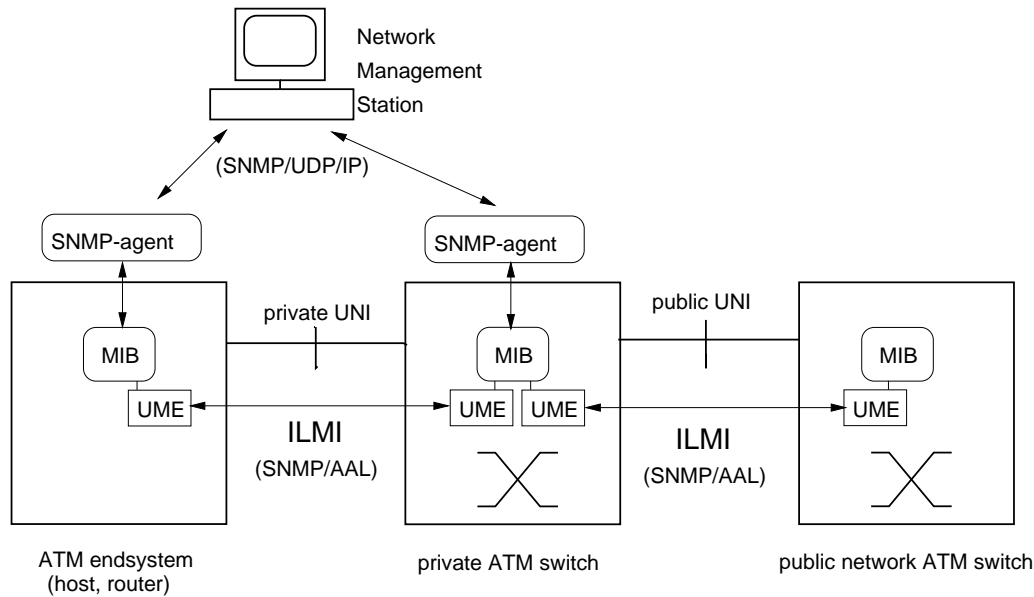 Network
Management
Station
(SNMP/UDP/IP)
SNMP-agent
SNMP-agent
private UNI
public UNI
MIB
MIB
MIB
UME
UME
UME
UME
ILMI
(SNMP/AAL)
ILMI
(SNMP/AAL)
ATM endsystem
(host, router)
private ATM switch
public network ATM switch